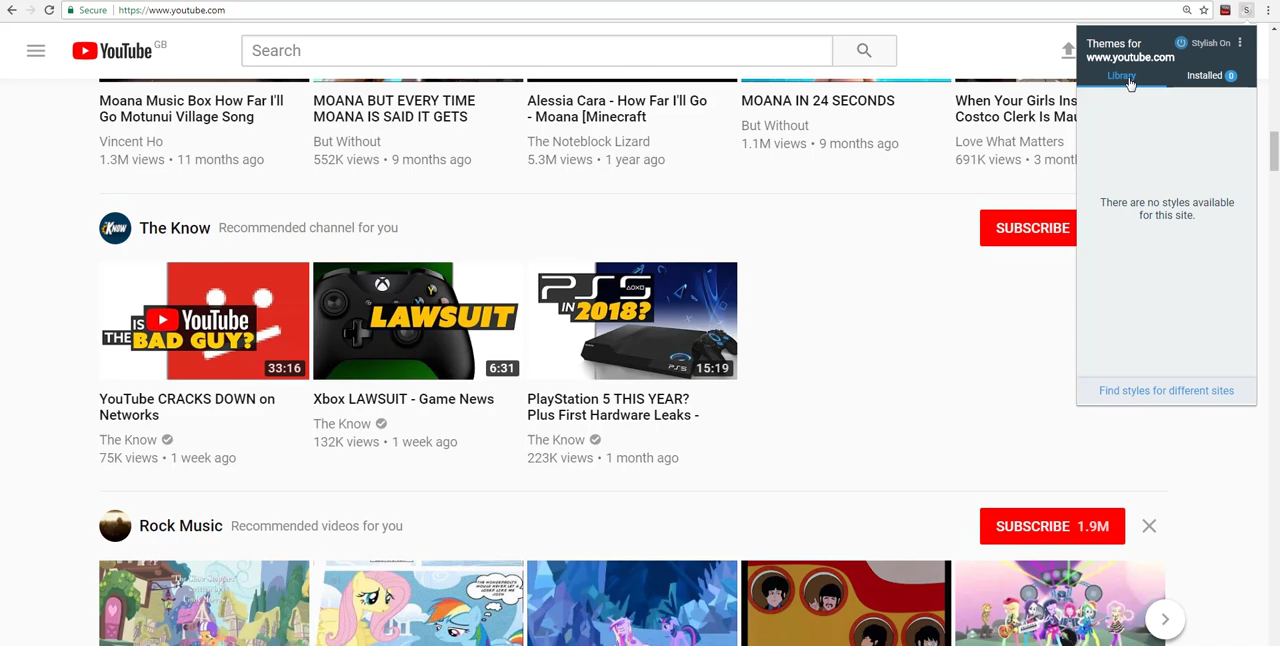 Secure https://www.youtube.com
S
YouTube GB
Search
Themes for
www.youtube.com
Stylish On
Library
Installed 0
There are no styles available
for this site.
Find styles for different sites
Moana Music Box How Far I'll
Go Motunui Village Song
Vincent Ho
1.3M views • 11 months ago
MOANA BUT EVERY TIME
MOANA IS SAID IT GETS
But Without
552K views • 9 months ago
Alessia Cara - How Far I'll Go
- Moana [Minecraft
The Noteblock Lizard
5.3M views • 1 year ago
MOANA IN 24 SECONDS
But Without
1.1M views • 9 months ago
When Your Girls Ins
Costco Clerk Is Mau
Love What Matters
691K views • 3 month
KNOW
The Know Recommended channel for you
SUBSCRIBE
IS
THE
YouTube
BAD GUY?
33:16
LAWSUIT
6:31
PS5
IN 2018?
PS5
15:19
YouTube CRACKS DOWN on
Networks
The Know
75K views • 1 week ago
Xbox LAWSUIT - Game News
The Know
132K views • 1 week ago
PlayStation 5 THIS YEAR?
Plus First Hardware Leaks -
The Know
223K views • 1 month ago
Rock Music Recommended videos for you
SUBSCRIBE 1.9M